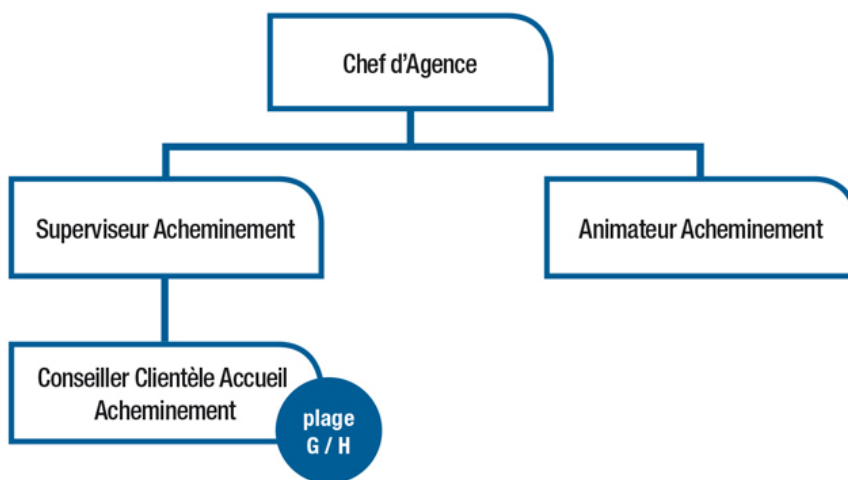 Chef d’Agence
Superviseur Acheminement
Animateur Acheminement
Conseiller Clientèle Accueil
Acheminement
plage
G / H